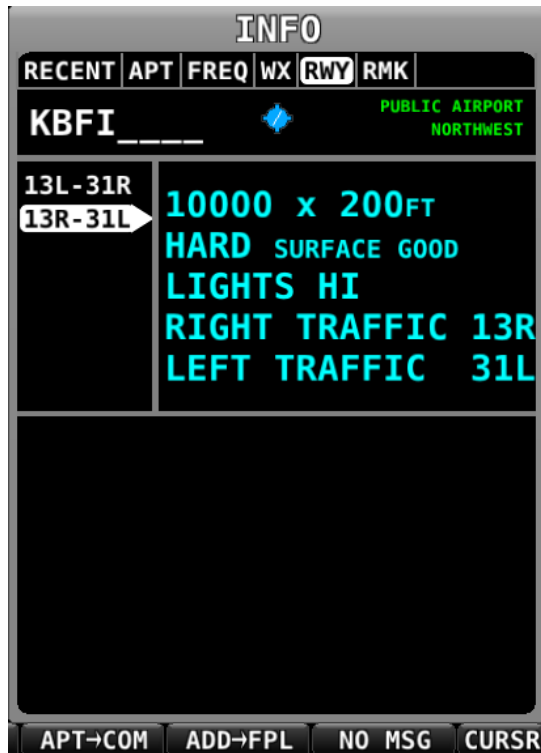 INFO
RECENT APT FREQ WX RWY RMK
KBFI____
PUBLIC AIRPORT
NORTHWEST
13L-31R
13R-31L
10000 x 200FT
HARD SURFACE GOOD
LIGHTS HI
RIGHT TRAFFIC 13R
LEFT TRAFFIC 31L
APT→COM ADD→FPL NO MSG CURSR